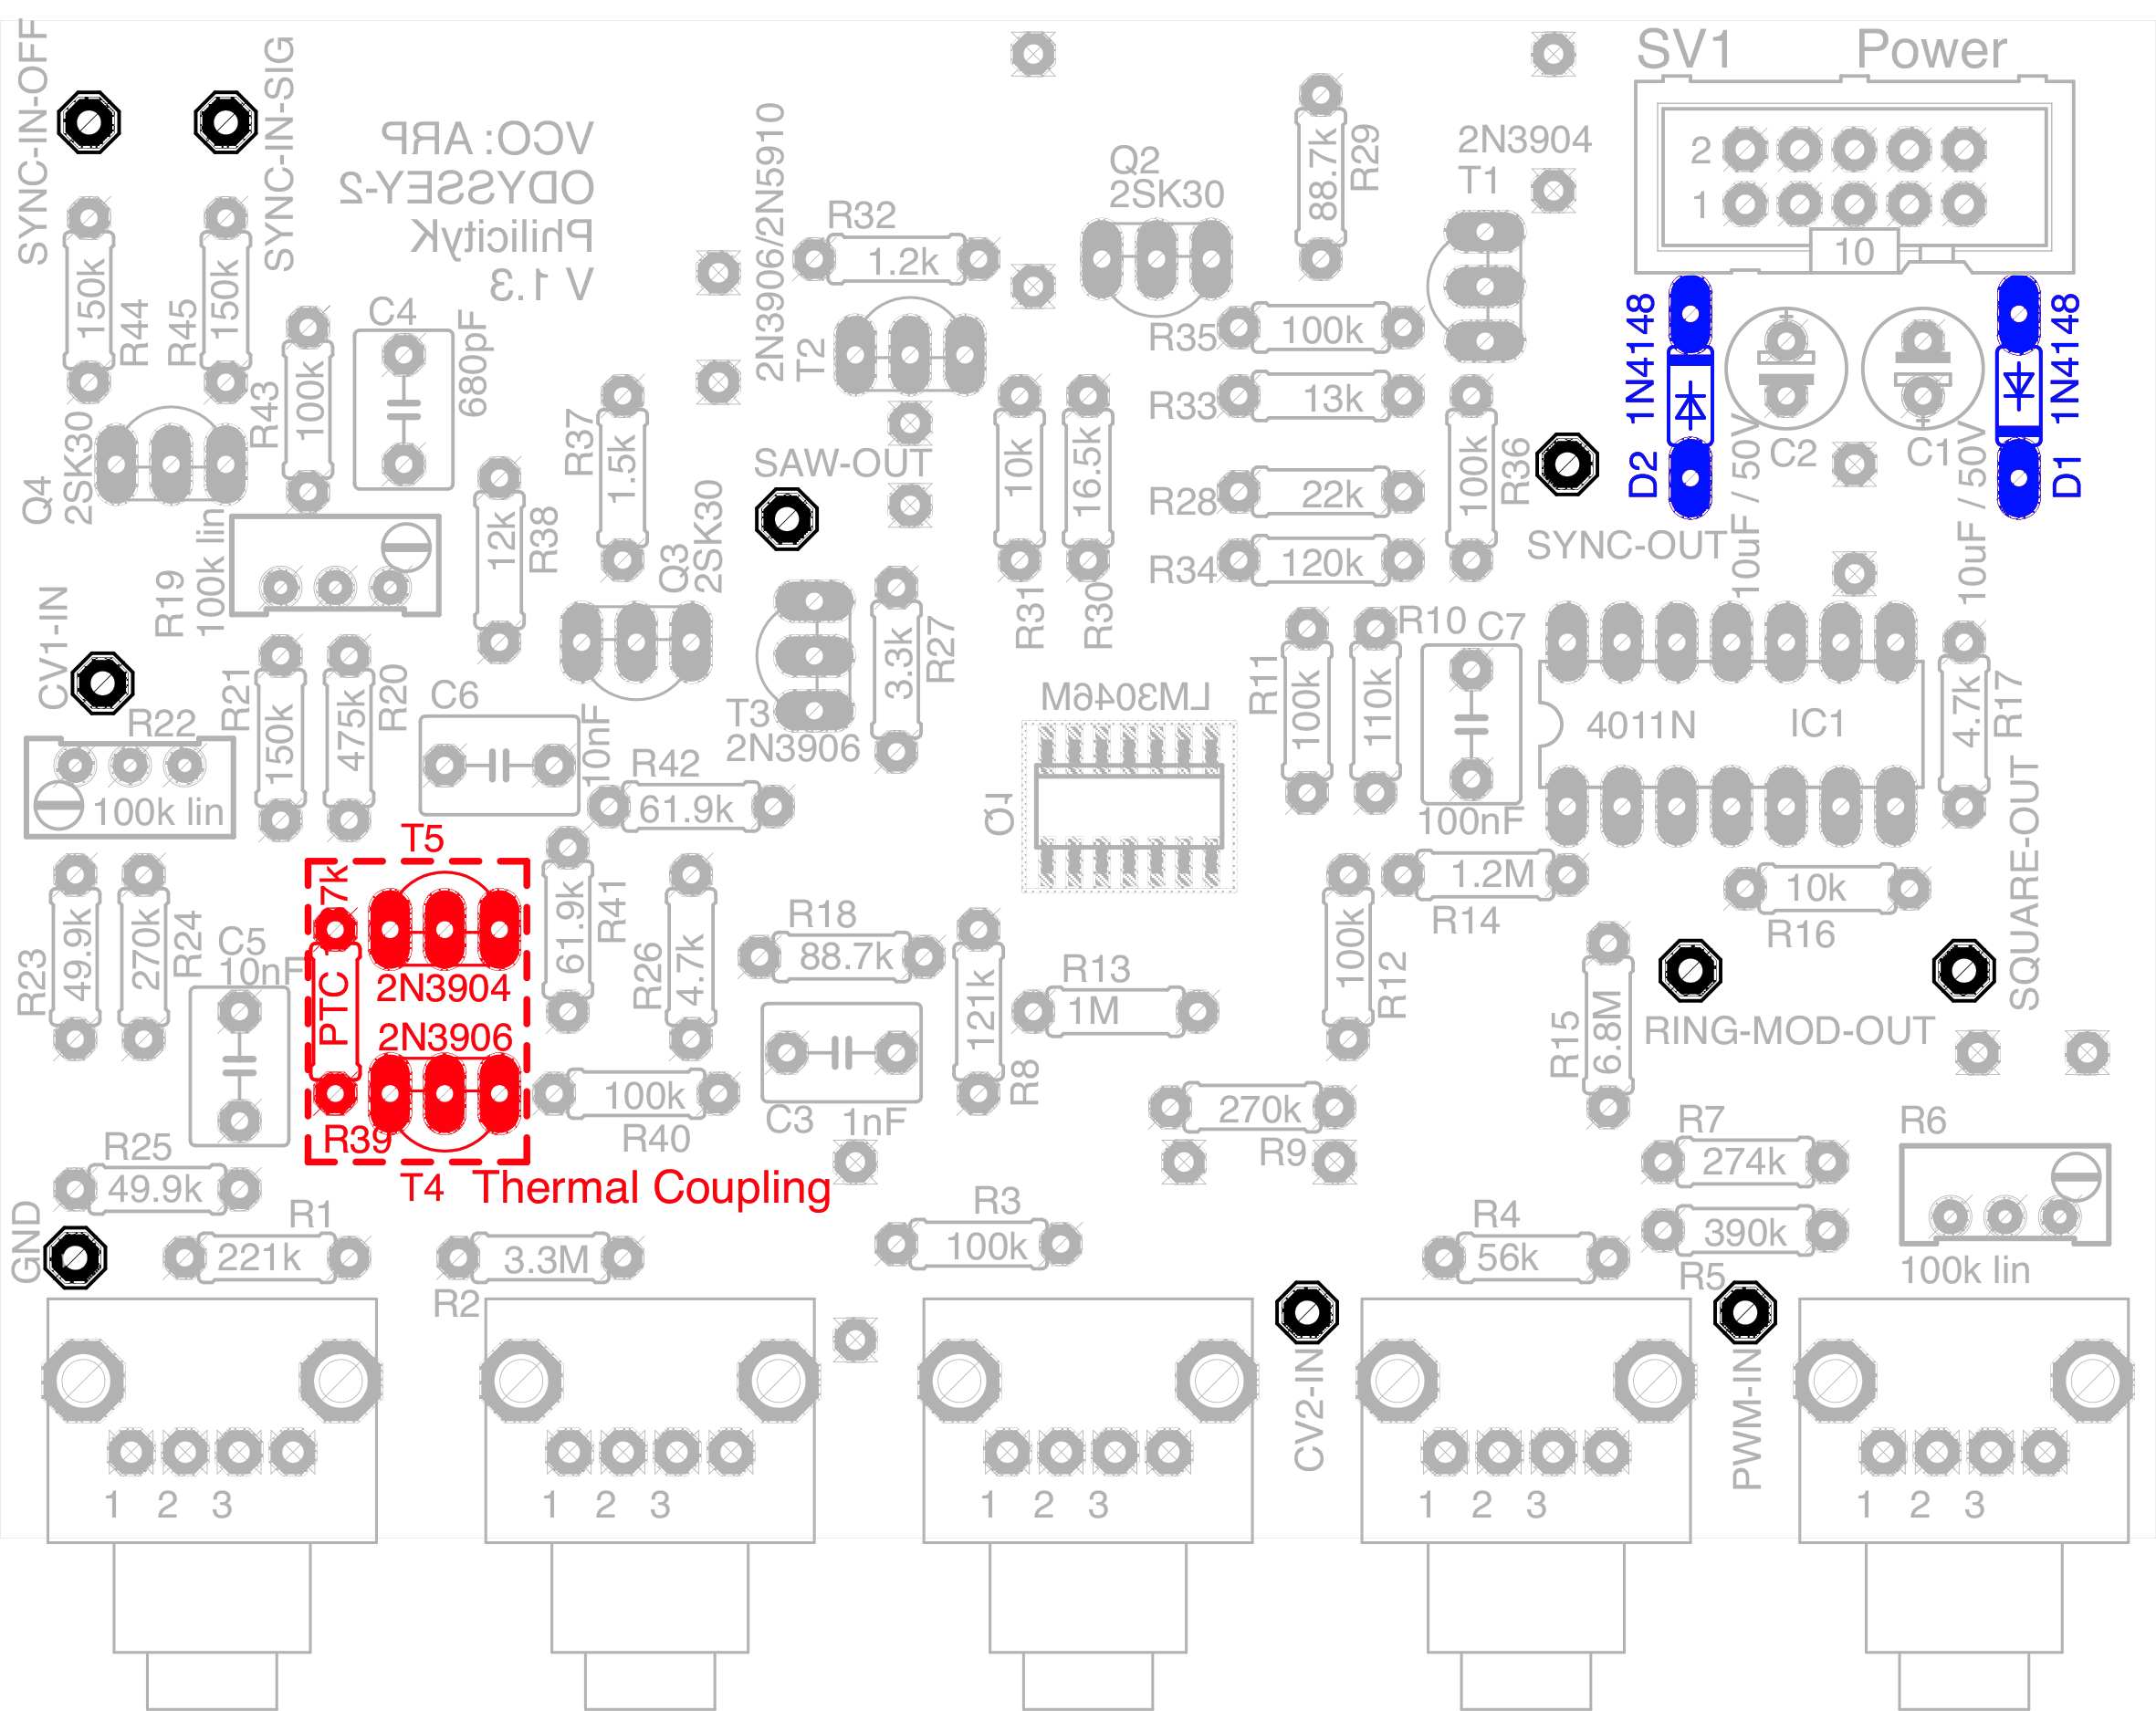 SYNC-IN-OFF
SYNC-IN-SIG
VCO: ARP
ODYSSEY-2
PhilicityK
V 1.3
SV1
Power
2
1
10
2N3904
T1
Q2
2SK30
88.7k
R29
2N3906/2N5910
T2
R32
1.2k
150k
R44
R45
150k
C4
680pF
R43
100k
R35
100k
R33
13k
R28
22k
R34
120k
100k
R36
D2
1N4148
D1
1N4148
C2
10uF / 50V
C1
10uF / 50V
SYNC-OUT
Q4
2SK30
R37
1.5k
SAW-OUT
10k
R31
16.5k
R30
R19
100k lin
12k
R38
Q3
2SK30
CV1-IN
R22
100k lin
R21
150k
475k
R20
C6
10nF
T3
2N3906
3.3k
R27
LM3046M
Q1
R11
100k
110k
R10
C7
100nF
4011N
IC1
4.7k
R17
R42
61.9k
T5
2N3904
PTC
7k
2N3906
R39
T4
Thermal Coupling
R23
49.9k
270k
R24
C5
10nF
61.9k
R41
R26
4.7k
R18
88.7k
121k
R8
R13
1M
100k
R12
1.2M
R14
10k
R16
SQUARE-OUT
RING-MOD-OUT
R15
6.8M
R25
49.9k
100k
R40
C3
1nF
270k
R9
R7
274k
R6
100k lin
GND
R1
221k
3.3M
R2
R3
100k
R4
56k
390k
R5
CV2-IN
PWM-IN
1 2 3
1 2 3
1 2 3
1 2 3
1 2 3